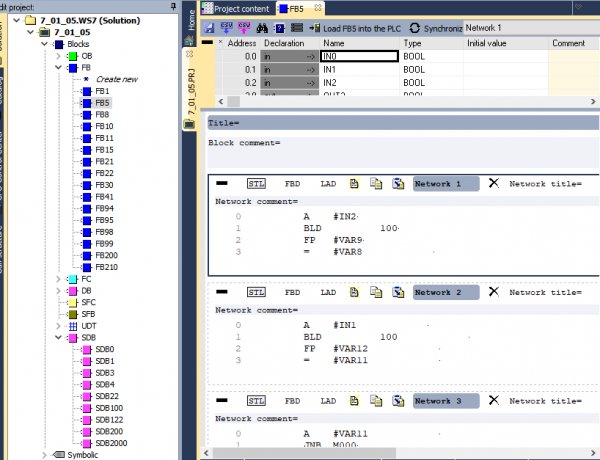 dit project:
7_01_05.WS7 (Solution)
7_01_05
Blocks
OB
FB
Create new
FB1
FB5
FB8
FB10
FB11
FB15
FB21
FB22
FB30
FB41
FB94
FB95
FB98
FB99
FB200
FB210
FC
DB
SFC
SFB
UDT
SDB
SDB0
SDB1
SDB3
SDB4
SDB22
SDB100
SDB122
SDB200
SDB2000
Symbolic
Home
7_01_05.PRJ
Project content FB5
CSV CSV Load FB5 into the PLC Synchroniz Network 1
Address Declaration Name Type Initial value Comment
0.0 in --> IN0 BOOL
0.1 in --> IN1 BOOL
0.2 in --> IN2 BOOL
Title=
Block comment=
STL FBD LAD Network 1 Network title=
Network comment=
0 A #IN2
1 BLD 100
2 FP #VAR9
3 = #VAR8
STL FBD LAD Network 2 Network title=
Network comment=
0 A #IN1
1 BLD 100
2 FP #VAR12
3 = #VAR11
STL FBD LAD Network 3 Network title=
Network comment=
0 A #VAR11
1 JNB M000